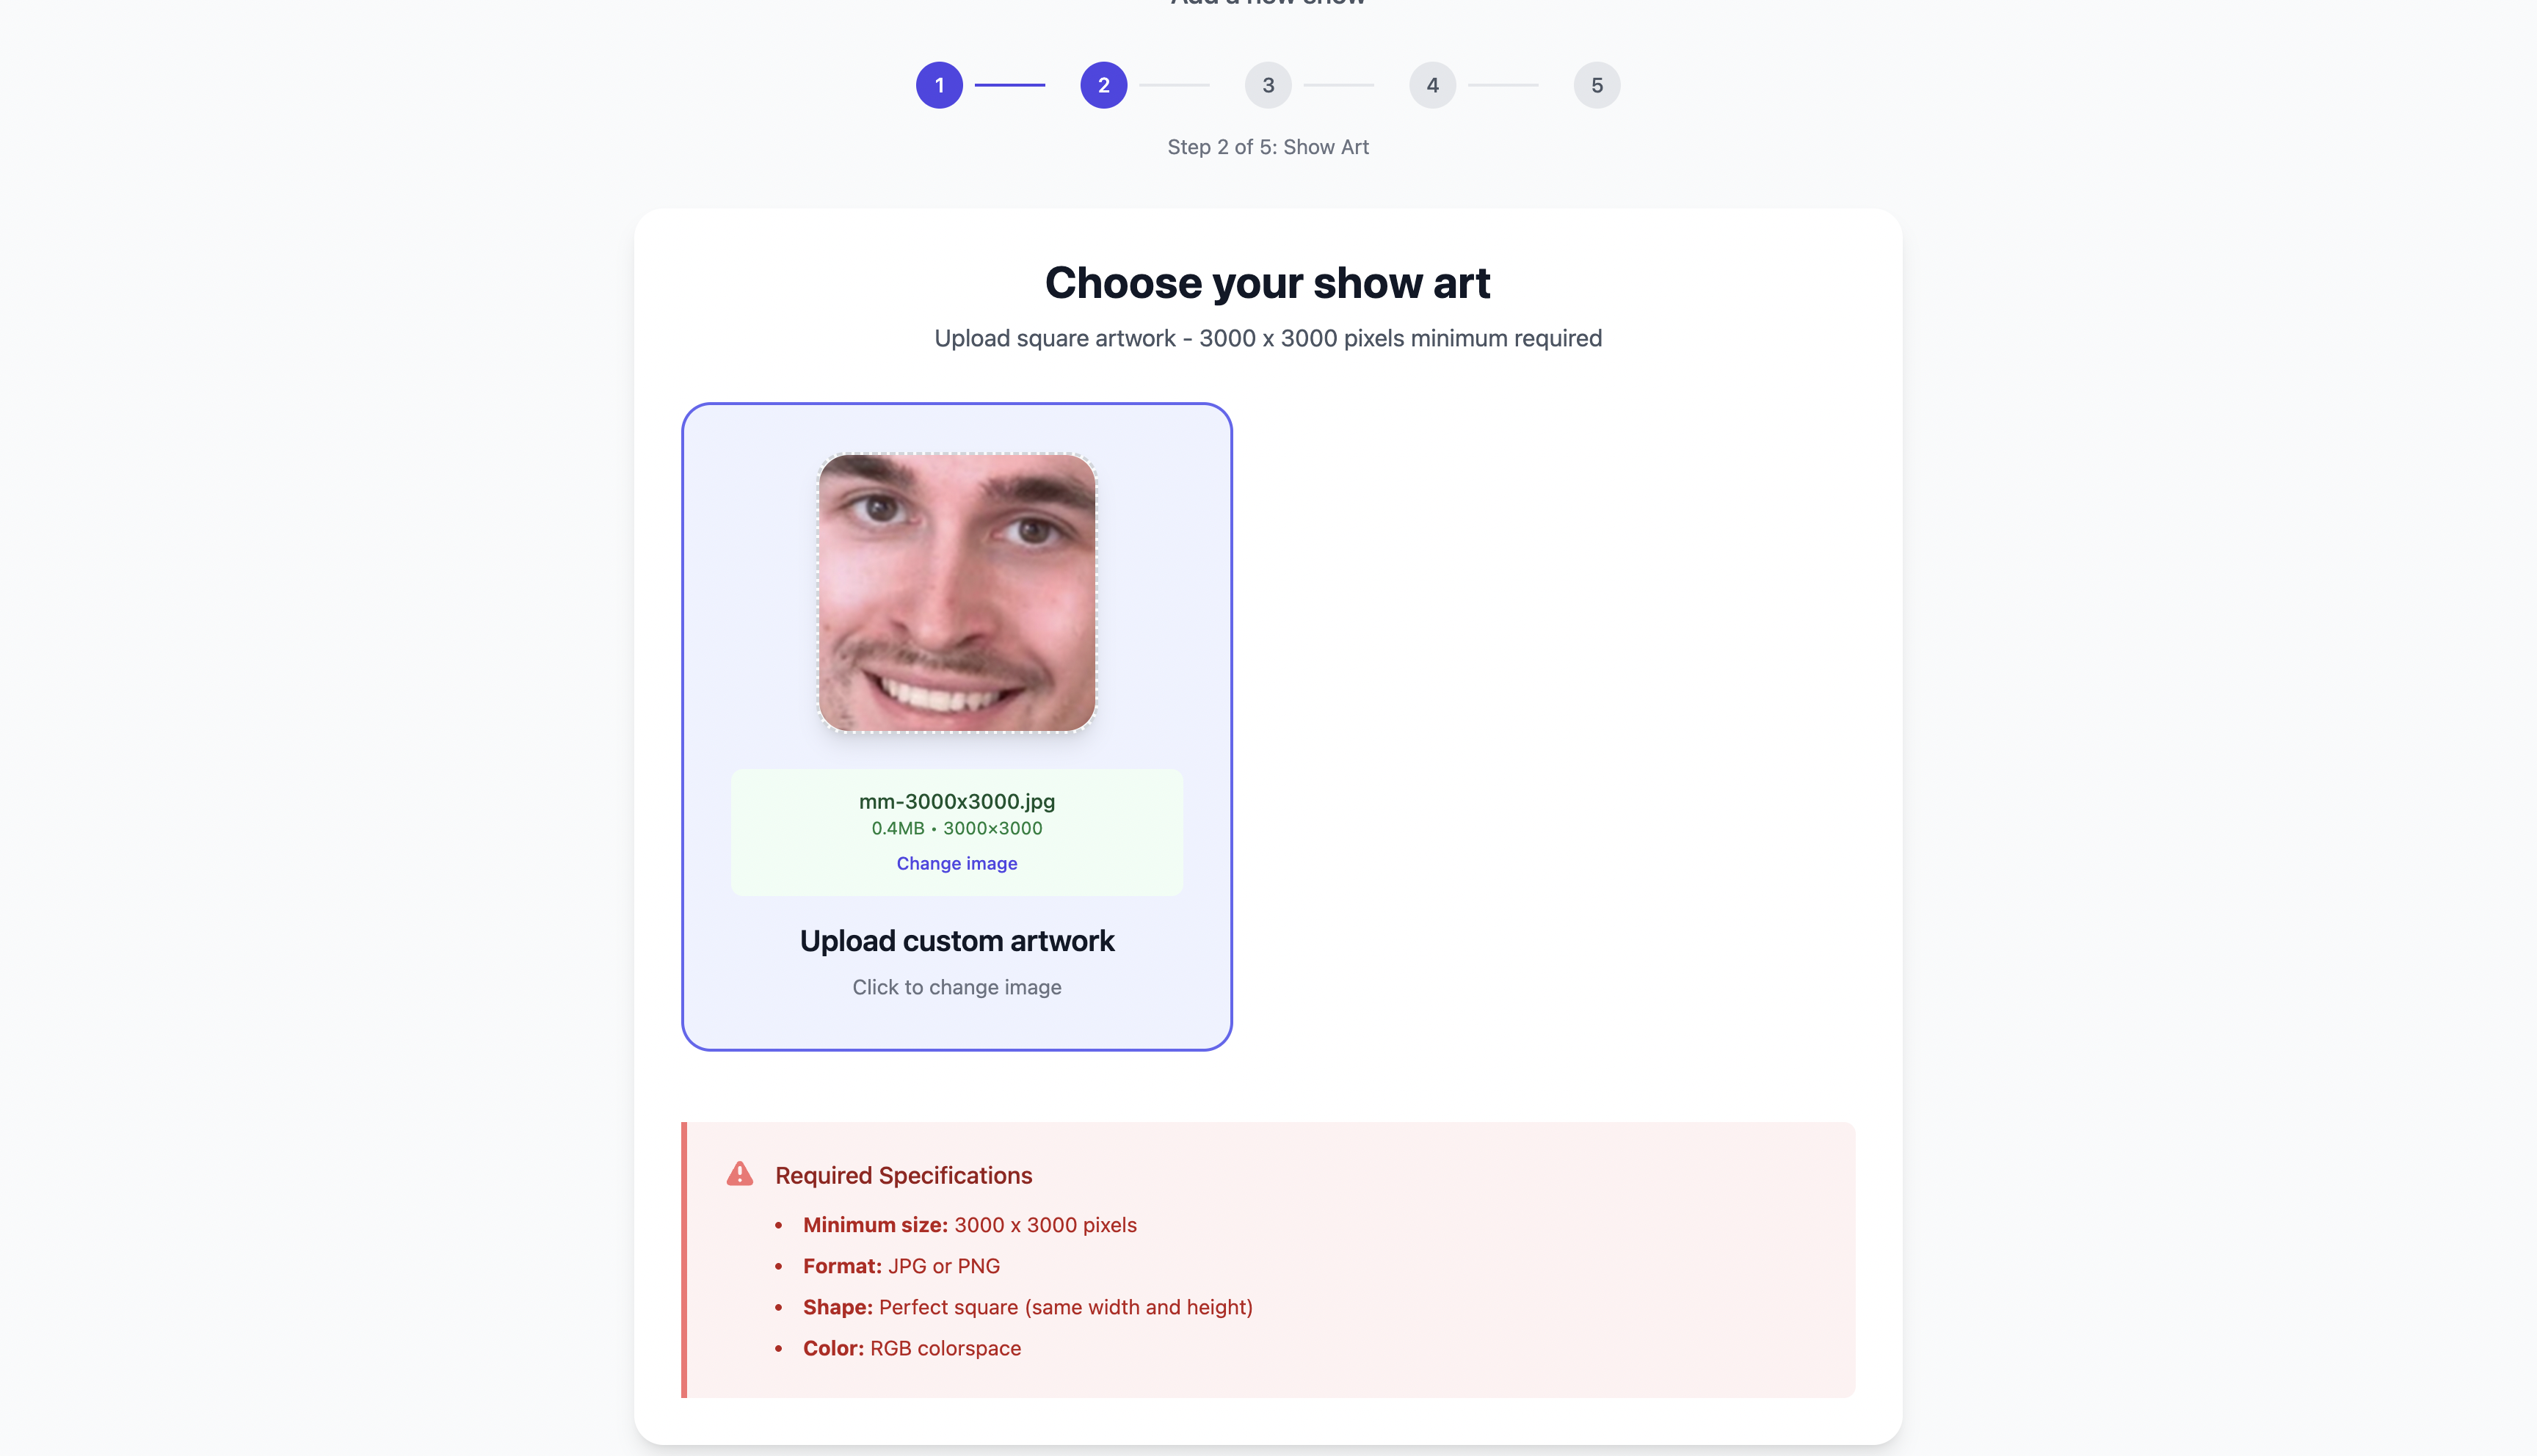 Add a new show
1
2
3
4
5
Step 2 of 5: Show Art
Choose your show art
Upload square artwork - 3000 x 3000 pixels minimum required
mm-3000x3000.jpg
0.4MB • 3000×3000
Change image
Upload custom artwork
Click to change image
Required Specifications
• Minimum size: 3000 x 3000 pixels
• Format: JPG or PNG
• Shape: Perfect square (same width and height)
• Color: RGB colorspace